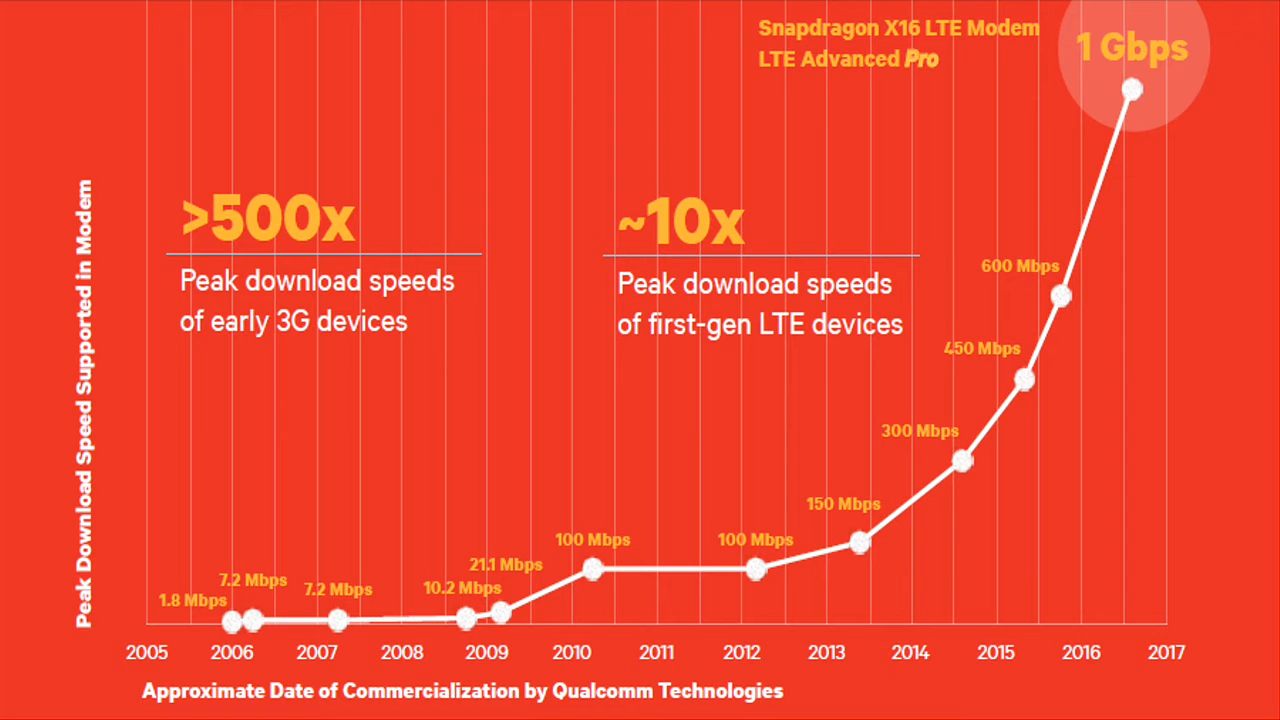 Snapdragon X16 LTE Modem
LTE Advanced Pro
1 Gbps
>500x
Peak download speeds
of early 3G devices
~10x
Peak download speeds
of first-gen LTE devices
Peak Download Speed Supported in Modem
1.8 Mbps
7.2 Mbps
7.2 Mbps
10.2 Mbps
21.1 Mbps
100 Mbps
100 Mbps
150 Mbps
300 Mbps
450 Mbps
600 Mbps
2005 2006 2007 2008 2009 2010 2011 2012 2013 2014 2015 2016 2017
Approximate Date of Commercialization by Qualcomm Technologies